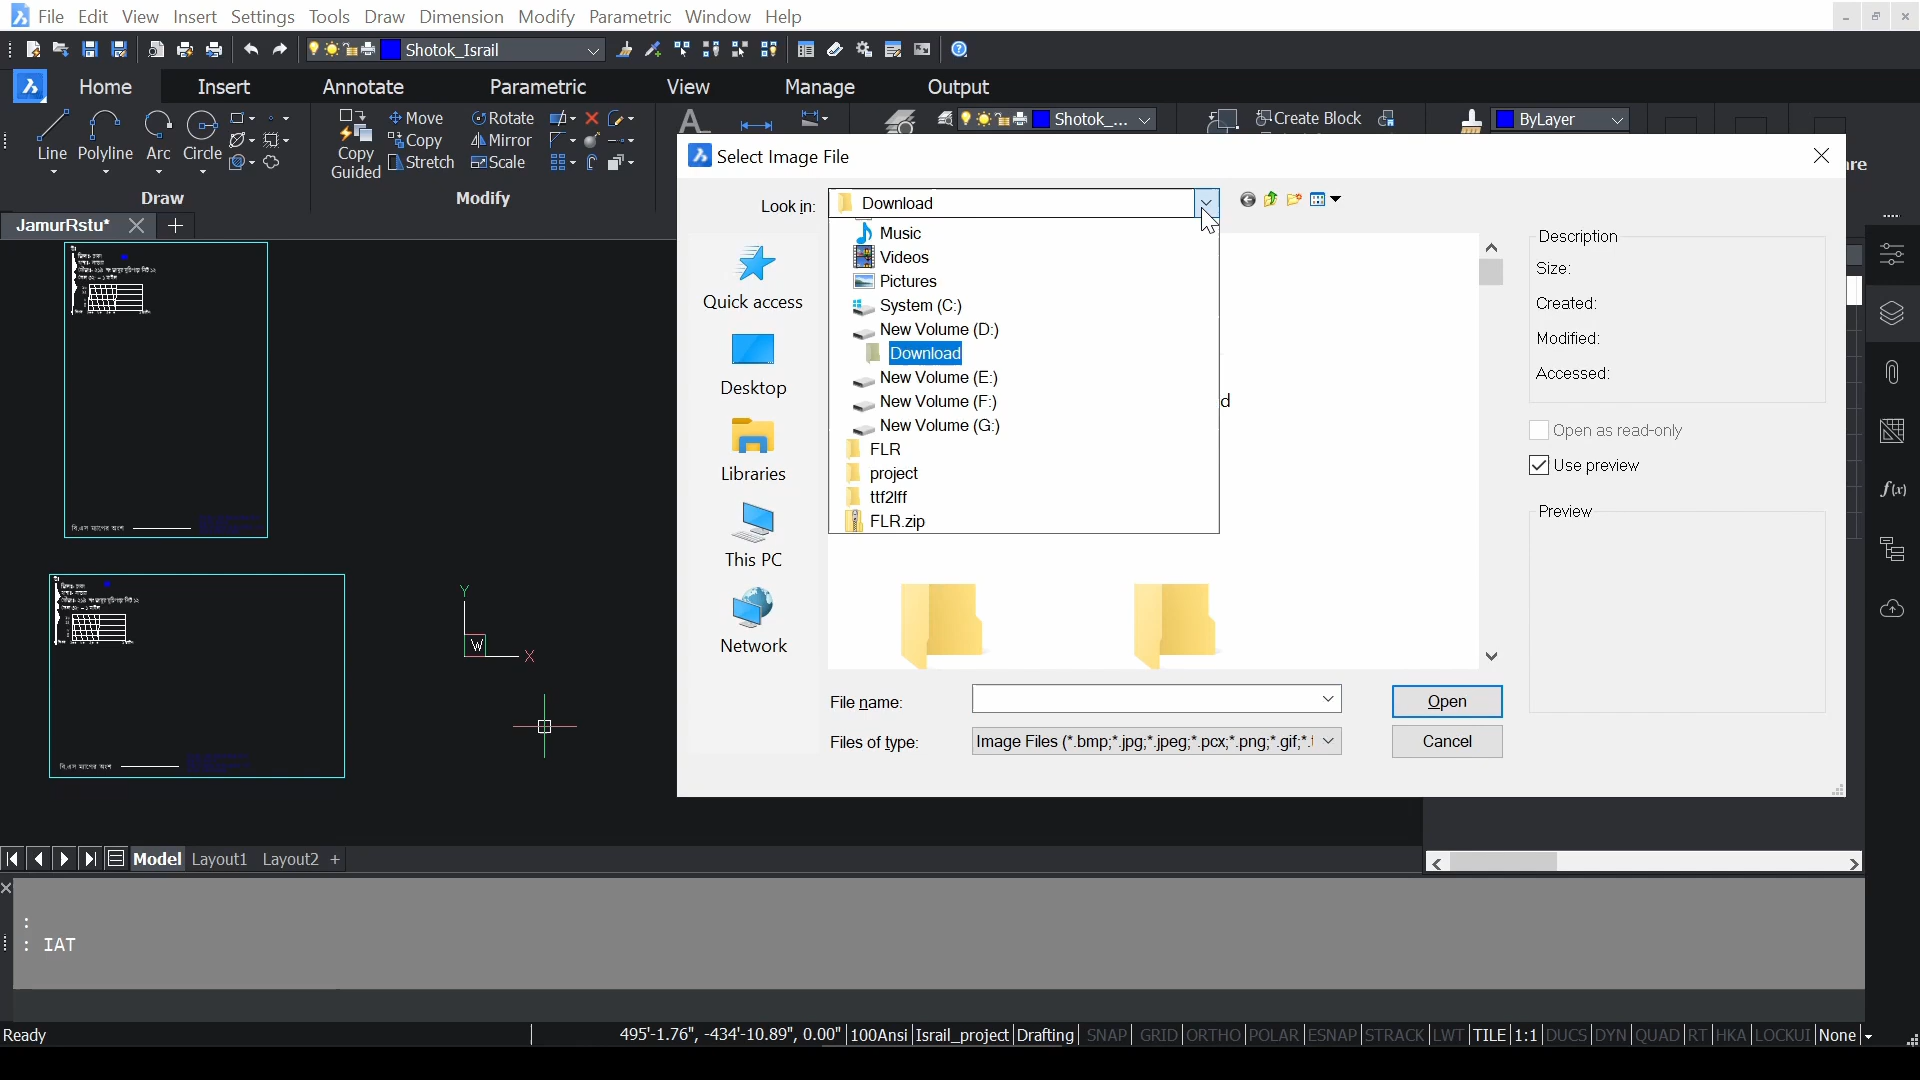 File Edit View Insert Settings Tools Draw Dimension Modify Parametric Window Help
Shotok_Israil
Home Insert Annotate Parametric View Manage Output
Line Polyline Arc Circle
Copy Guided
Move Rotate
Copy Mirror
Stretch Scale
Draw Modify
Shotok_...
Create Block
ByLayer
JamurRstu*
Select Image File
Look in: Download
Music
Videos
Pictures
System (C:)
New Volume (D:)
Download
New Volume (E:)
New Volume (F:)
New Volume (G:)
FLR
project
ttf2lff
FLR.zip
d
Quick access
Desktop
Libraries
This PC
Network
File name:
Files of type: Image Files (*.bmp;*.jpg;*.jpeg;*.pcx;*.png;*.gif;*.
Open
Cancel
Description
Size:
Created:
Modified:
Accessed:
Open as read-only
Use preview
Preview
f(x)
Y
W
X
Model Layout1 Layout2 +
:
: IAT
Ready
495'-1.76", -434'-10.89", 0.00" 100Ansi Israil_project Drafting SNAP GRID ORTHO POLAR ESNAP STRACK LWT TILE 1:1 DUCS DYN QUAD RT HKA LOCKUI None